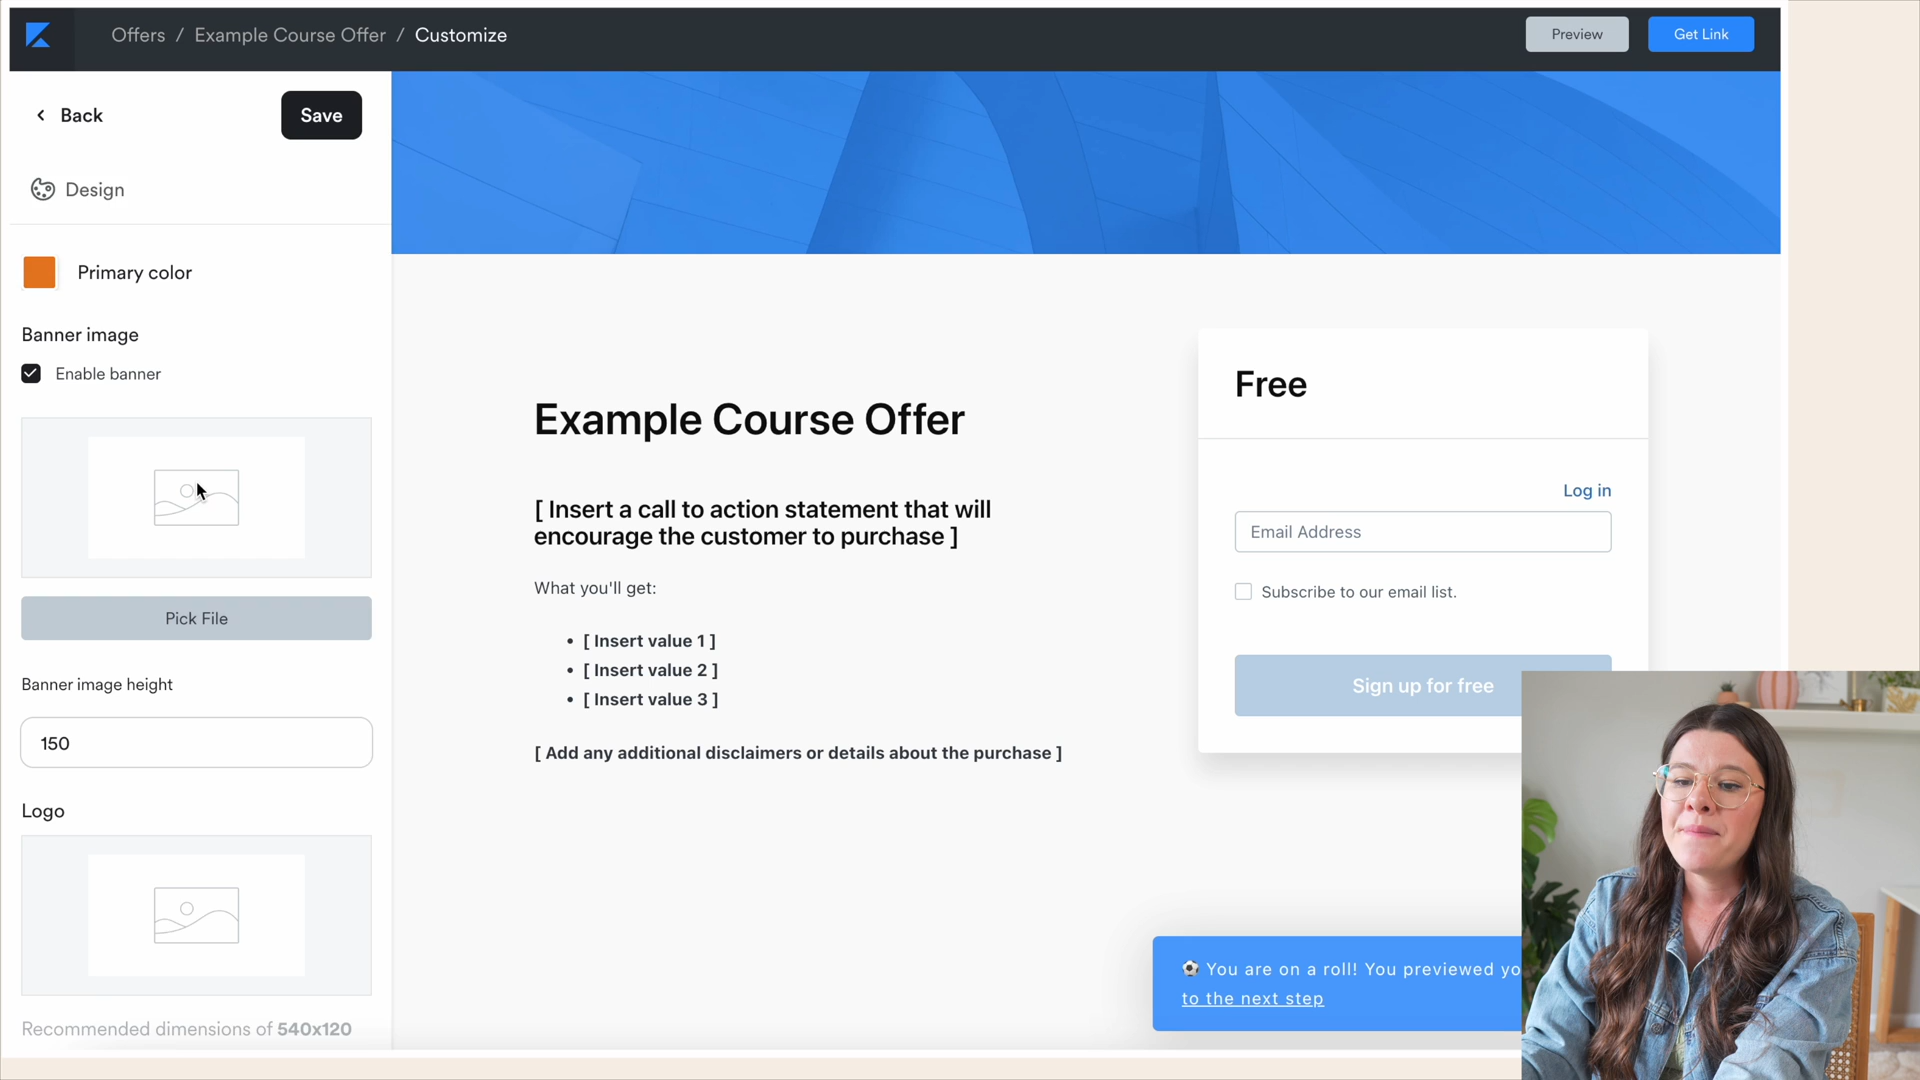 Offers / Example Course Offer / Customize
Preview
Get Link
Back
Save
Design
Primary color
Banner image
Enable banner
Pick File
Banner image height
150
Logo
Recommended dimensions of 540x120
Example Course Offer
[ Insert a call to action statement that will
encourage the customer to purchase ]
What you'll get:
• [ Insert value 1 ]
• [ Insert value 2 ]
• [ Insert value 3 ]
[ Add any additional disclaimers or details about the purchase ]
Free
Log in
Email Address
Subscribe to our email list.
Sign up for free
You are on a roll! You previewed yo
to the next step